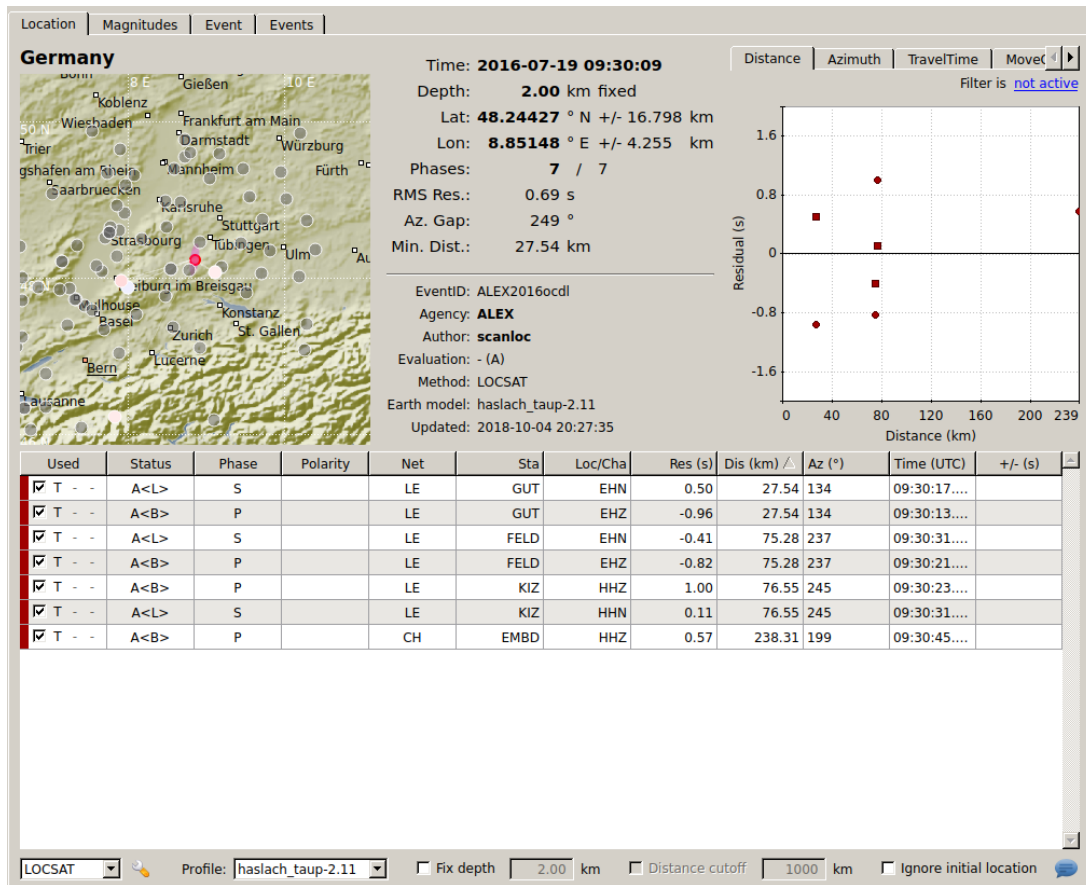 Location Magnitudes Event Events
Germany
Time: 2016-07-19 09:30:09
Depth: 2.00 km fixed
Lat: 48.24427 ° N +/- 16.798 km
Lon: 8.85148 ° E +/- 4.255 km
Phases: 7 / 7
RMS Res.: 0.69 s
Az. Gap: 249 °
Min. Dist.: 27.54 km
EventID: ALEX2016ocdl
Agency: ALEX
Author: scanloc
Evaluation: - (A)
Method: LOCSAT
Earth model: haslach_taup-2.11
Updated: 2018-10-04 20:27:35
8 E
10 E
Gießen
Koblenz
50 N
Wiesbaden
Frankfurt am Main
Trier
Darmstadt
Würzburg
gshafen am Rhein
Mannheim
Fürth
Saarbruecken
Karlsruhe
Stuttgart
Strasbourg
Tübingen
Ulm
Au
eiburg im Breisgau
ulhouse
Konstanz
Basel
Zurich
St. Gallen
Lucerne
Bern
Lausanne
Distance Azimuth TravelTime MoveO
Filter is not active
1.6
0.8
0
-0.8
-1.6
Residual (s)
0 40 80 120 160 200 239
Distance (km)
Used Status Phase Polarity Net Sta Loc/Cha Res (s) Dis (km) Az (°) Time (UTC) +/- (s)
T - - A<L> S LE GUT EHN 0.50 27.54 134 09:30:17....
T - - A<B> P LE GUT EHZ -0.96 27.54 134 09:30:13....
T - - A<L> S LE FELD EHN -0.41 75.28 237 09:30:31....
T - - A<B> P LE FELD EHZ -0.82 75.28 237 09:30:21....
T - - A<B> P LE KIZ HHZ 1.00 76.55 245 09:30:23....
T - - A<L> S LE KIZ HHN 0.11 76.55 245 09:30:31....
T - - A<B> P CH EMBD HHZ 0.57 238.31 199 09:30:45....
LOCSAT Profile: haslach_taup-2.11 Fix depth 2.00 km Distance cutoff 1000 km Ignore initial location